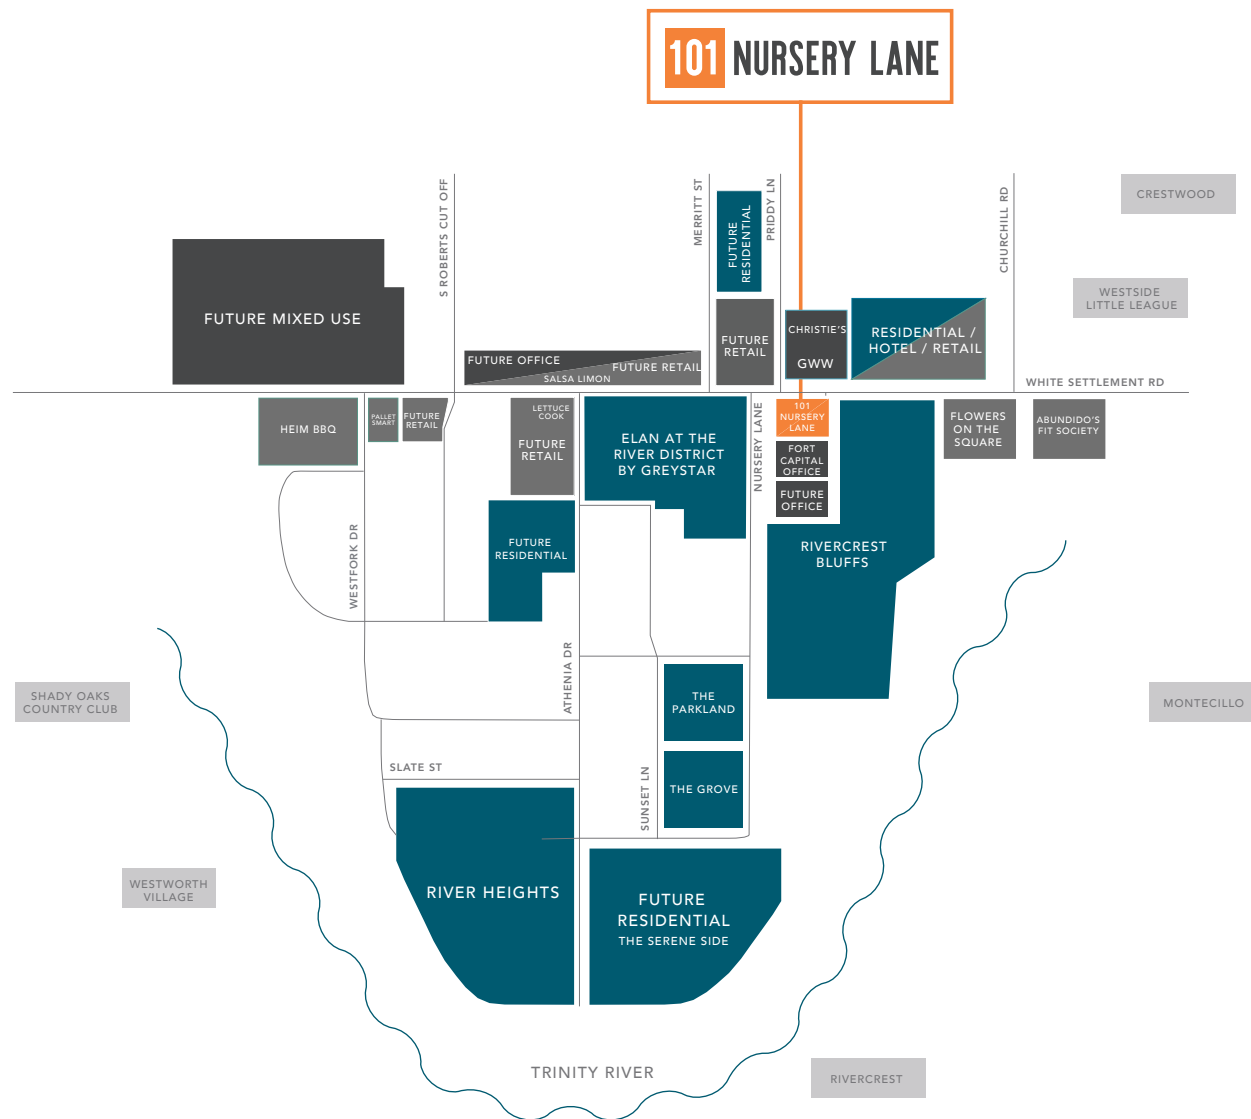 101 NURSERY LANE
S ROBERTS CUT OFF
MERRITT ST
PRIDDY LN
CHURCHILL RD
CRESTWOOD
FUTURE
RESIDENTIAL
WESTSIDE
LITTLE LEAGUE
FUTURE MIXED USE
FUTURE OFFICE
FUTURE RETAIL
SALSA LIMON
FUTURE
RETAIL
CHRISTIE'S
GWW
RESIDENTIAL /
HOTEL / RETAIL
WHITE SETTLEMENT RD
HEIM BBQ
PALLET
SMART
FUTURE
RETAIL
LETTUCE
COOK
FUTURE
RETAIL
ELAN AT THE
RIVER DISTRICT
BY GREYSTAR
NURSERY LANE
101
NURSERY
LANE
FORT
CAPITAL
OFFICE
FUTURE
OFFICE
FLOWERS
ON THE
SQUARE
ABUNDIDO'S
FIT SOCIETY
WESTFORK DR
FUTURE
RESIDENTIAL
RIVERCREST
BLUFFS
ATHENIA DR
SHADY OAKS
COUNTRY CLUB
THE
PARKLAND
MONTECILLO
SLATE ST
SUNSET LN
THE GROVE
WESTWORTH
VILLAGE
RIVER HEIGHTS
FUTURE
RESIDENTIAL
THE SERENE SIDE
TRINITY RIVER
RIVERCREST